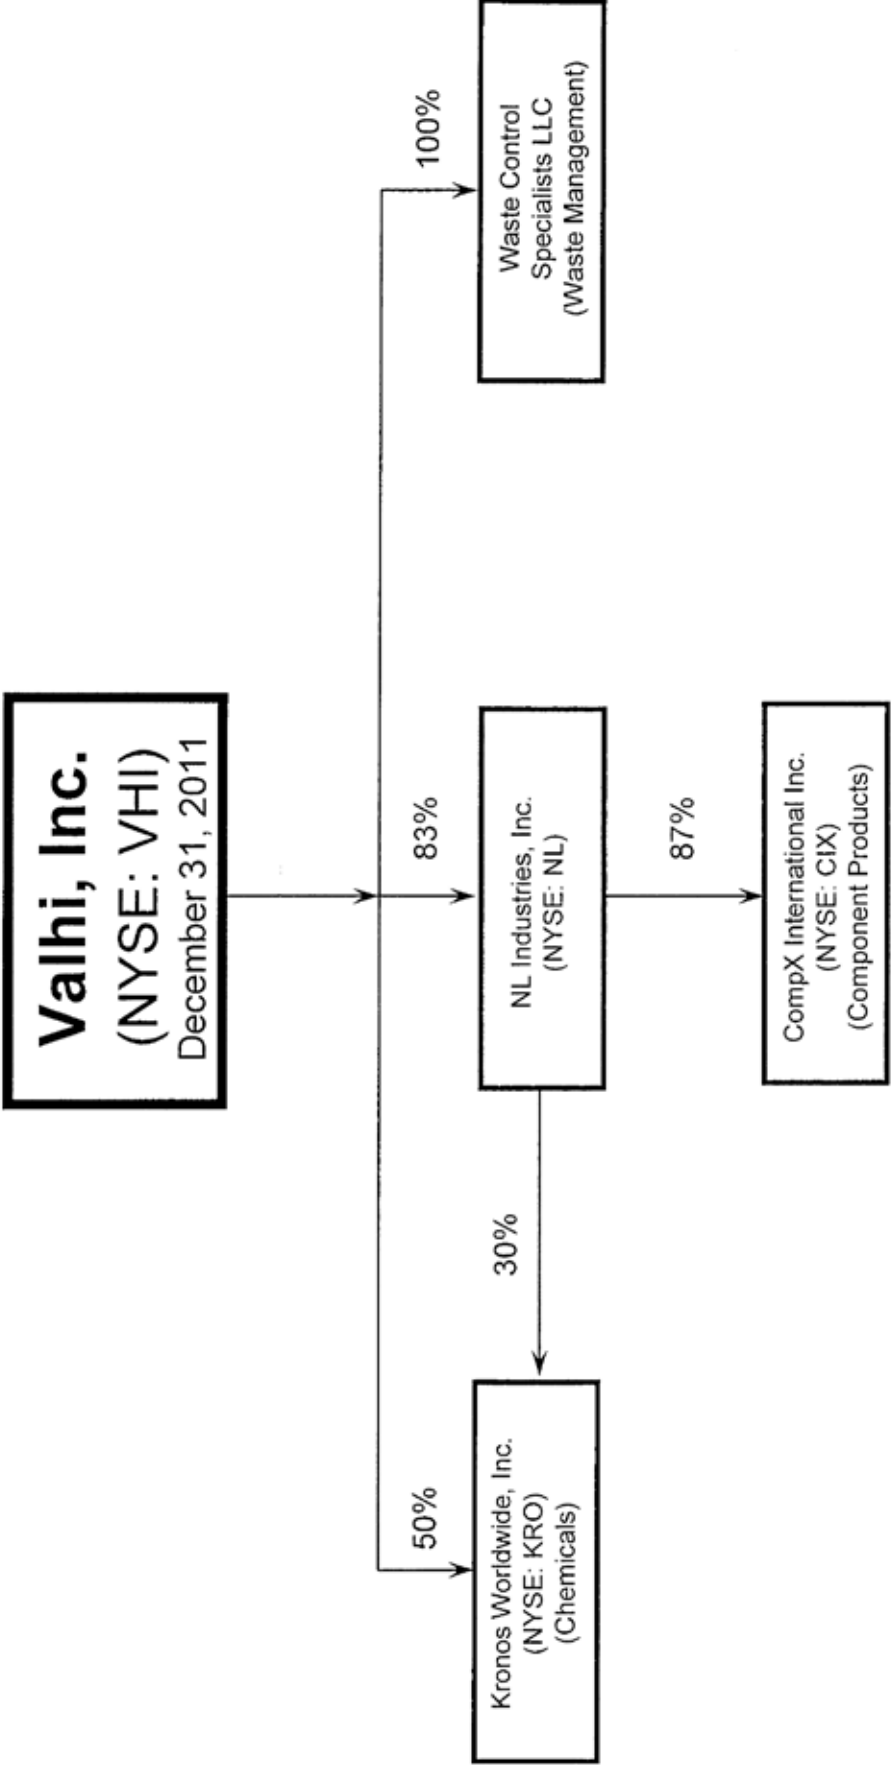 Valhi, Inc.
(NYSE: VHI)
December 31, 2011
50%
83%
100%
Kronos Worldwide, Inc.
(NYSE: KRO)
(Chemicals)
30%
NL Industries, Inc.
(NYSE: NL)
Waste Control
Specialists LLC
(Waste Management)
87%
CompX International Inc.
(NYSE: CIX)
(Component Products)